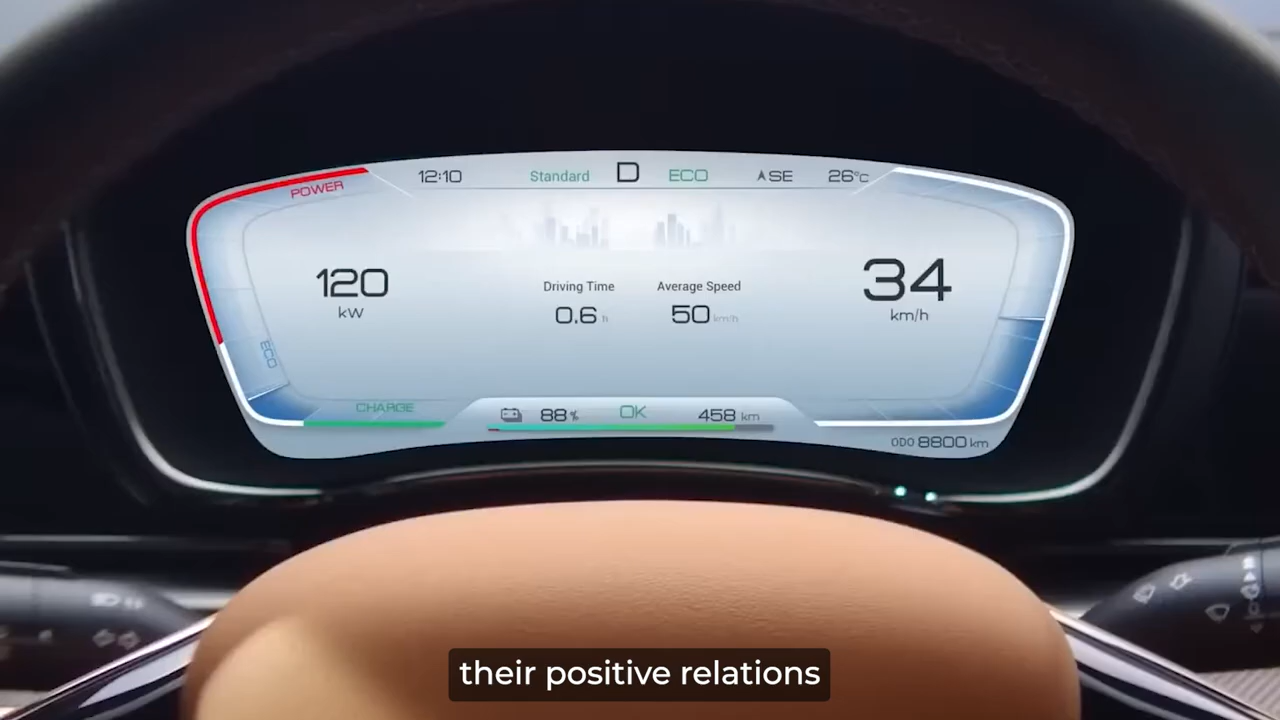 POWER
12:10
Standard
D
ECO
SE
26°C
120
kW
Driving Time
0.6 h
Average Speed
50 km/h
34
km/h
ECO
CHARGE
88 %
OK
458 km
ODO 8800 km
their positive relations